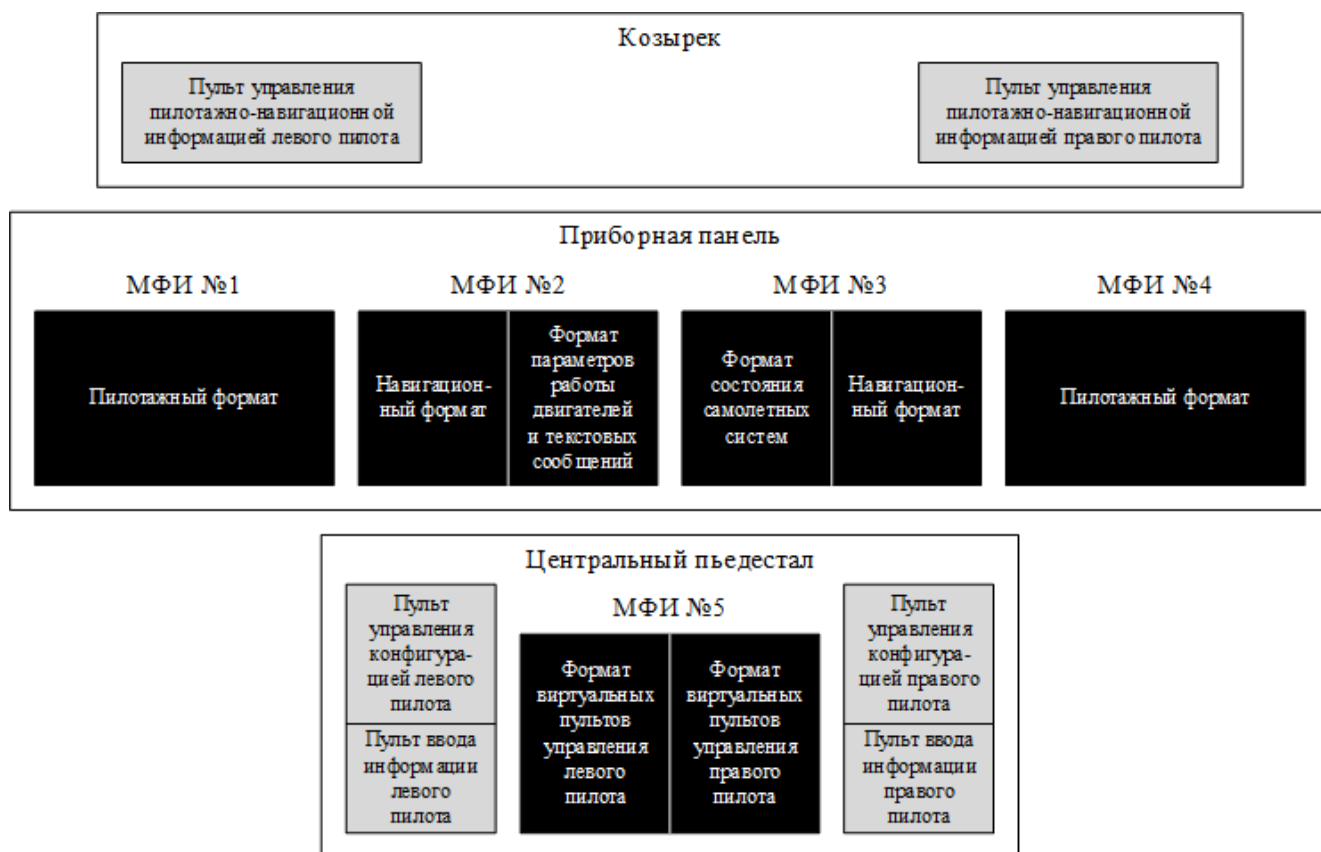 Козырек
Пульт управления
пилотажно-навигационной
информацией левого пилота
Пульт управления
пилотажно-навигационной
информацией правого пилота
Приборная панель
МФИ №1
Пилотажный формат
МФИ №2
Навигацион-
ный формат
Формат
параметров
работы
двигателей
и текстовых
сообщений
МФИ №3
Формат
состояния
самолетных
систем
Навигацион-
ный формат
МФИ №4
Пилотажный формат
Центральный пьедестал
Пульт
управления
конфигура-
цией левого
пилота
Пульт ввода
информации
левого
пилота
МФИ №5
Формат
виртуальных
пультов
управления
левого
пилота
Формат
виртуальных
пультов
управления
правого
пилота
Пульт
управления
конфигура-
цией правого
пилота
Пульт ввода
информации
правого
пилота